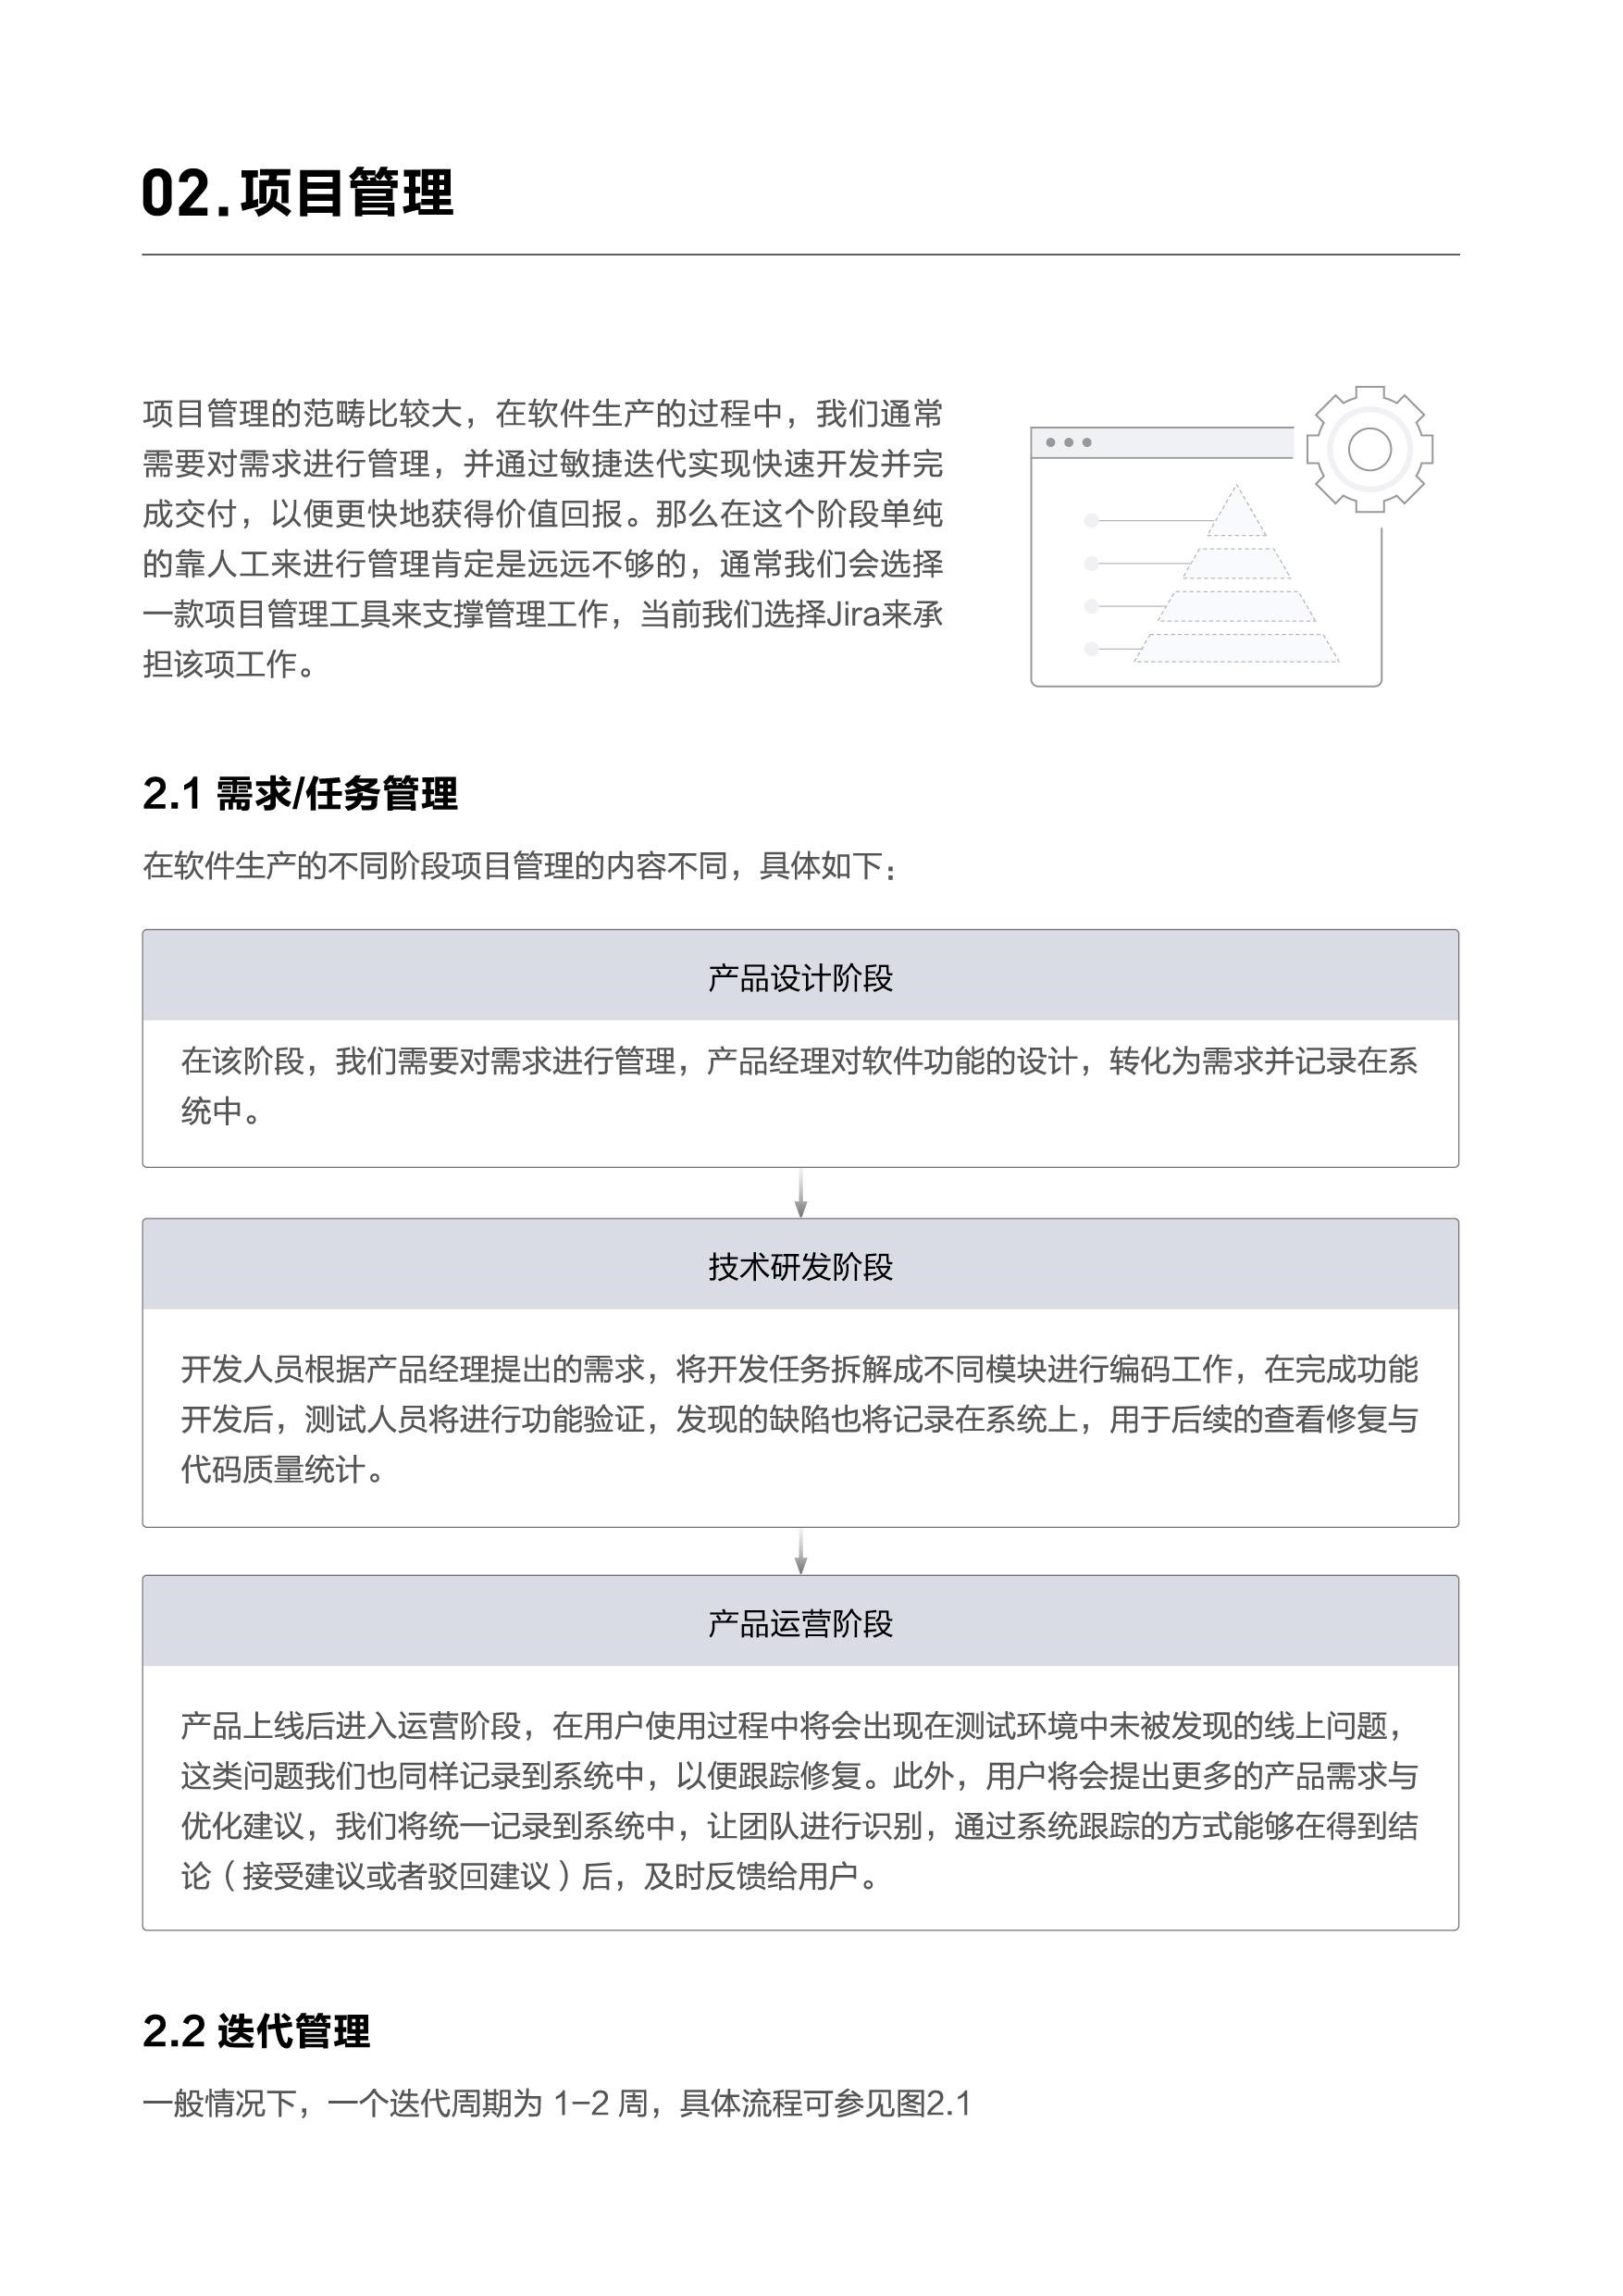 02.项目管理
项目管理的范畴比较大，在软件生产的过程中，我们通常
需要对需求进行管理，并通过敏捷迭代实现快速开发并完
成交付，以便更快地获得价值回报。那么在这个阶段单纯
的靠人工来进行管理肯定是远远不够的，通常我们会选择
一款项目管理工具来支撑管理工作，当前我们选择Jira来承
担该项工作。
2.1 需求/任务管理
在软件生产的不同阶段项目管理的内容不同，具体如下：
产品设计阶段
在该阶段，我们需要对需求进行管理，产品经理对软件功能的设计，转化为需求并记录在系
统中。
技术研发阶段
开发人员根据产品经理提出的需求，将开发任务拆解成不同模块进行编码工作，在完成功能
开发后，测试人员将进行功能验证，发现的缺陷也将记录在系统上，用于后续的查看修复与
代码质量统计。
产品运营阶段
产品上线后进入运营阶段，在用户使用过程中将会出现在测试环境中未被发现的线上问题，
这类问题我们也同样记录到系统中，以便跟踪修复。此外，用户将会提出更多的产品需求与
优化建议，我们将统一记录到系统中，让团队进行识别，通过系统跟踪的方式能够在得到结
论（接受建议或者驳回建议）后，及时反馈给用户。
2.2 迭代管理
一般情况下，一个迭代周期为 1-2 周，具体流程可参见图2.1